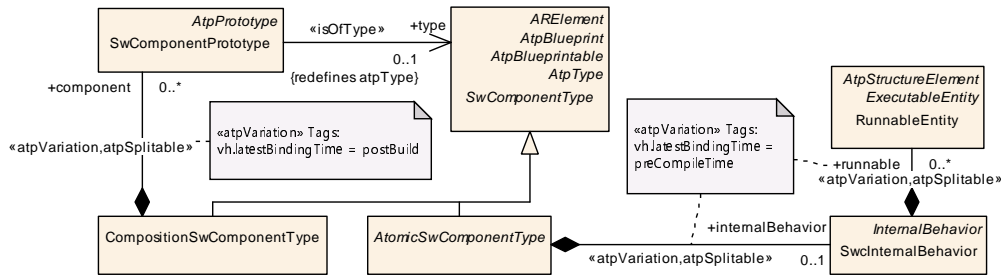 AtpPrototype
SwComponentPrototype
«isOfType»
+type
0..1
{redefines atpType}
ARElement
AtpBlueprint
AtpBlueprintable
AtpType
SwComponentType
+component
0..*
«atpVariation,atpSplitable»
«atpVariation» Tags:
vh.latestBindingTime = postBuild
«atpVariation» Tags:
vh.latestBindingTime =
preCompileTime
AtpStructureElement
ExecutableEntity
RunnableEntity
+runnable
0..*
«atpVariation,atpSplitable»
CompositionSwComponentType
AtomicSwComponentType
+internalBehavior
«atpVariation,atpSplitable»
0..1
InternalBehavior
SwcInternalBehavior